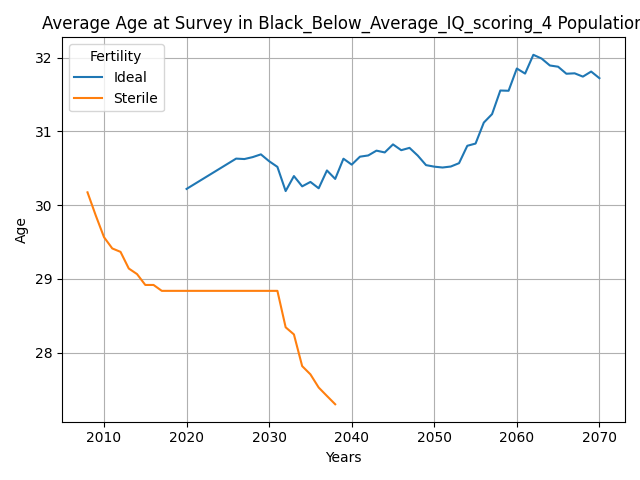 Average Age at Survey in Black_Below_Average_IQ_scoring_4 Population
Fertility
Ideal
Sterile
32
31
30
29
28
Age
2010 2020 2030 2040 2050 2060 2070
Years